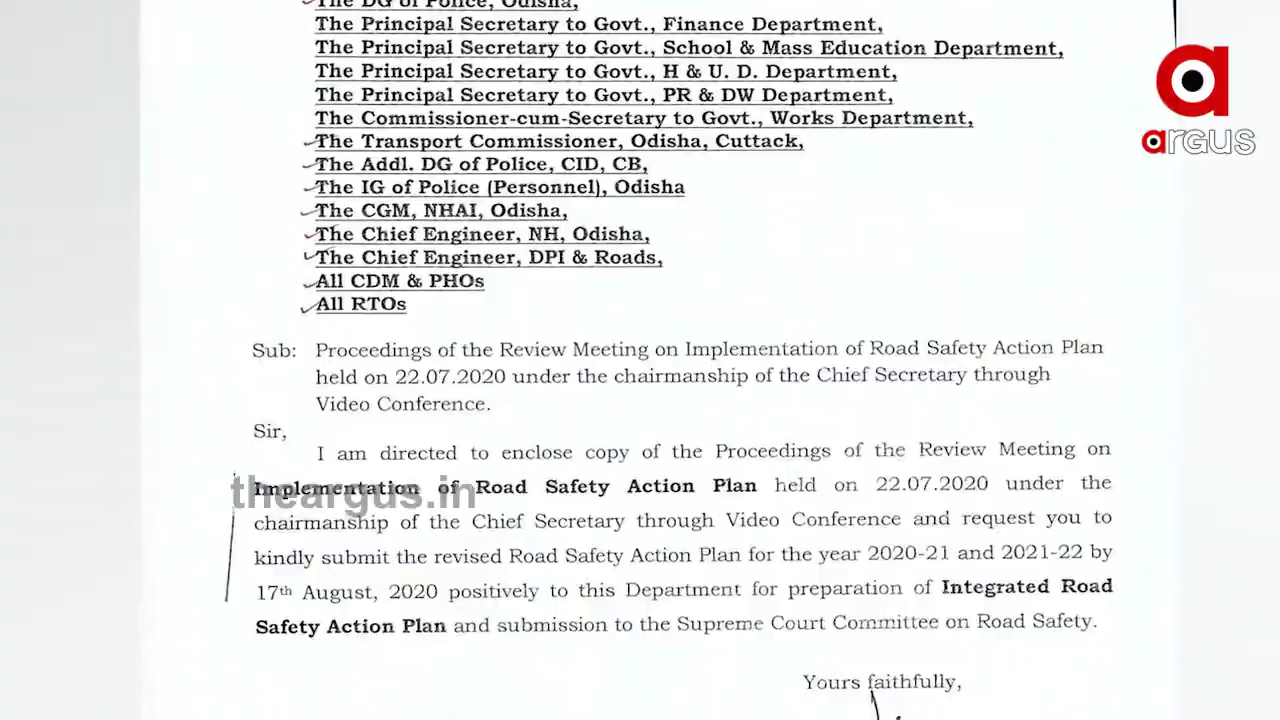 The DG of Police, Odisha,
The Principal Secretary to Govt., Finance Department,
The Principal Secretary to Govt., School & Mass Education Department,
The Principal Secretary to Govt., H & U. D. Department,
The Principal Secretary to Govt., PR & DW Department,
The Commissioner-cum-Secretary to Govt., Works Department,
The Transport Commissioner, Odisha, Cuttack,
The Addl. DG of Police, CID, CB,
The IG of Police (Personnel), Odisha
The CGM, NHAI, Odisha,
The Chief Engineer, NH, Odisha,
The Chief Engineer, DPI & Roads,
All CDM & PHOs
All RTOs
Sub: Proceedings of the Review Meeting on Implementation of Road Safety Action Plan
held on 22.07.2020 under the chairmanship of the Chief Secretary through
Video Conference.
Sir,
I am directed to enclose copy of the Proceedings of the Review Meeting on
Implementation of Road Safety Action Plan held on 22.07.2020 under the
chairmanship of the Chief Secretary through Video Conference and request you to
kindly submit the revised Road Safety Action Plan for the year 2020-21 and 2021-22 by
17th August, 2020 positively to this Department for preparation of Integrated Road
Safety Action Plan and submission to the Supreme Court Committee on Road Safety.
Yours faithfully,
theargus.in
a
argus